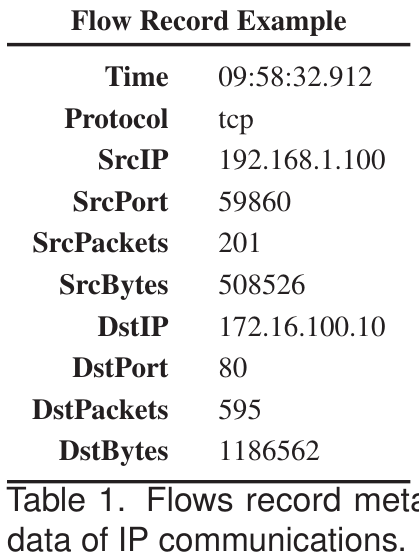 Flow Record Example
Time 09:58:32.912
Protocol tcp
SrcIP 192.168.1.100
SrcPort 59860
SrcPackets 201
SrcBytes 508526
DstIP 172.16.100.10
DstPort 80
DstPackets 595
DstBytes 1186562
Table 1. Flows record meta
data of IP communications.